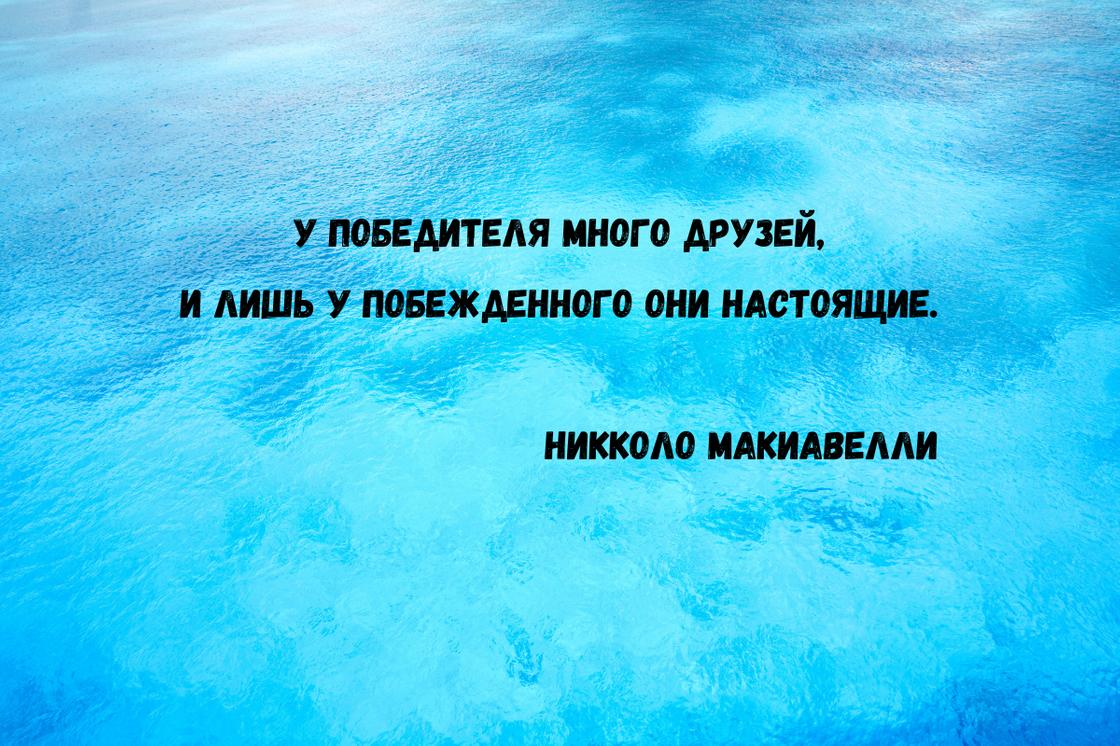 У ПОБЕДИТЕЛЯ МНОГО ДРУЗЕЙ,
И ЛИШЬ У ПОБЕЖДЕННОГО ОНИ НАСТОЯЩИЕ.
НИККОЛО МАКИАВЕЛЛИ